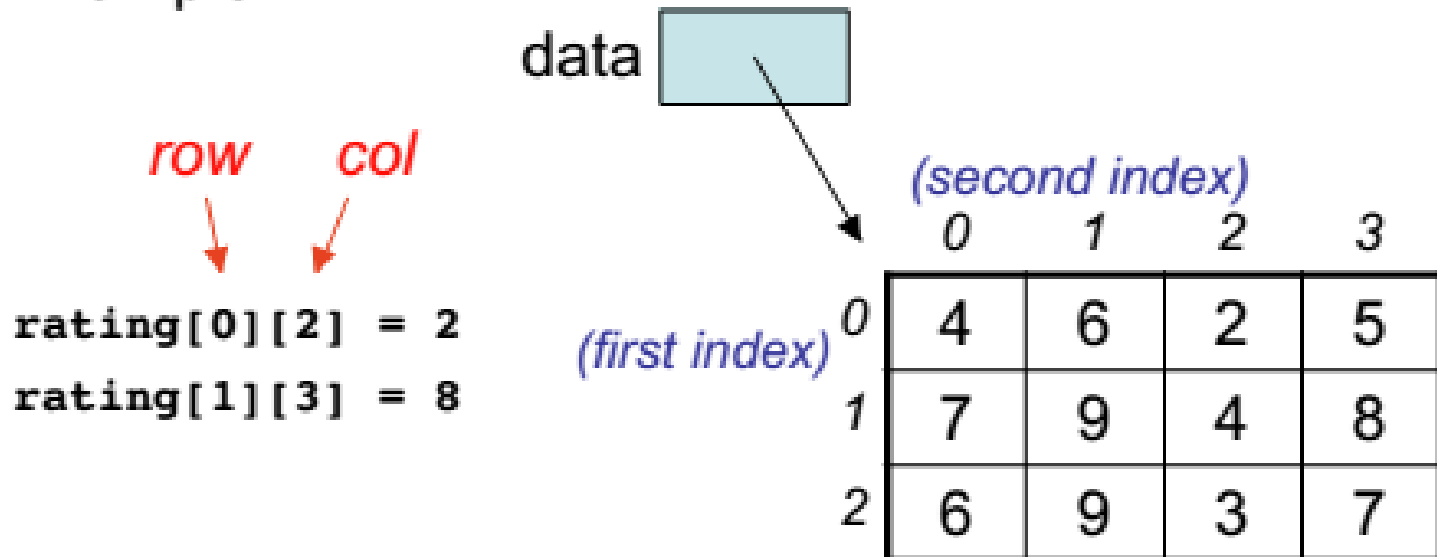 data
row col
rating[0][2] = 2
rating[1][3] = 8
(second index)
0 1 2 3
(first index)
0 4 6 2 5
1 7 9 4 8
2 6 9 3 7